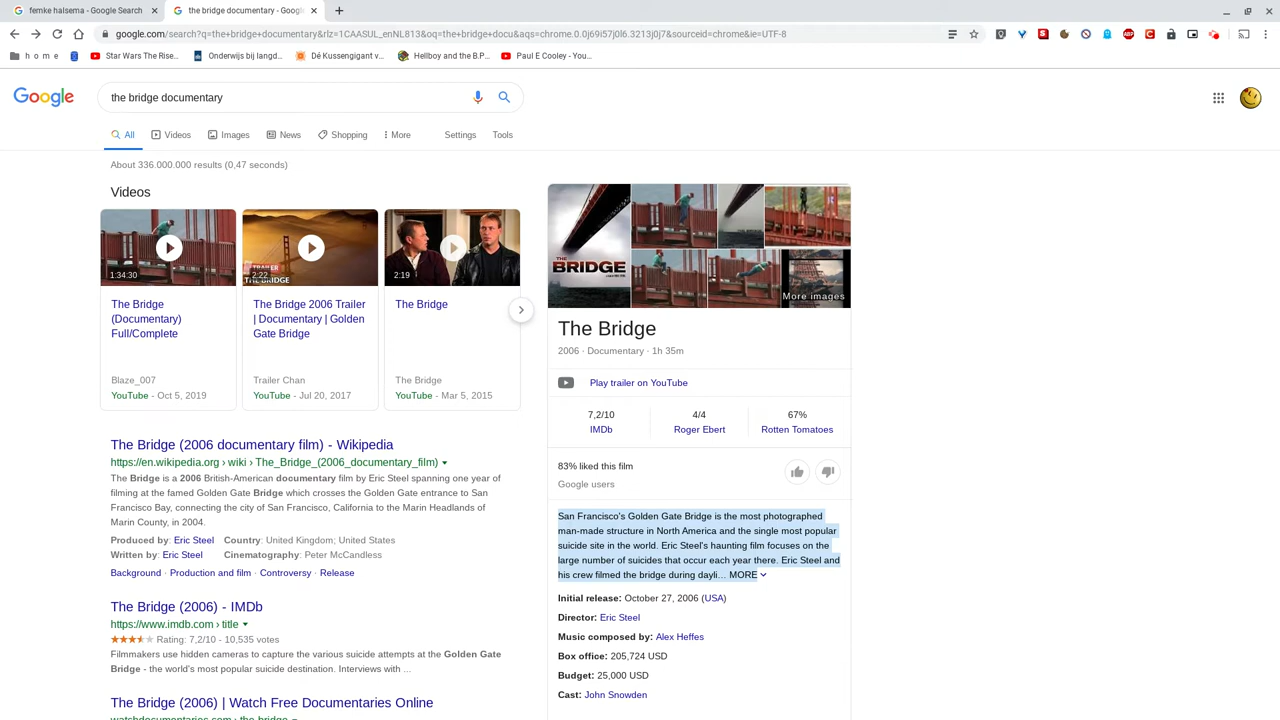 femke halsema - Google Search
the bridge documentary - Googl
google.com/search?q=the+bridge+documentary&rlz=1CAASUL_enNL813&oq=the+bridge+docu&aqs=chrome.0.0j69i57j0l6.3213j0j7&sourceid=chrome&ie=UTF-8
h o m e
Star Wars The Rise...
Onderwijs bij langd...
Dé Kussengigant v...
Hellboy and the B.P...
Paul E Cooley - You...
Google
the bridge documentary
All
Videos
Images
News
Shopping
More
Settings
Tools
About 336.000.000 results (0,47 seconds)
Videos
1:34:30
The Bridge
(Documentary)
Full/Complete
Blaze_007
YouTube - Oct 5, 2019
TRAILER
THE BRIDGE
2:22
The Bridge 2006 Trailer
| Documentary | Golden
Gate Bridge
Trailer Chan
YouTube - Jul 20, 2017
2:19
The Bridge
The Bridge
YouTube - Mar 5, 2015
The Bridge (2006 documentary film) - Wikipedia
https://en.wikipedia.org › wiki › The_Bridge_(2006_documentary_film)
The Bridge is a 2006 British-American documentary film by Eric Steel spanning one year of
filming at the famed Golden Gate Bridge which crosses the Golden Gate entrance to San
Francisco Bay, connecting the city of San Francisco, California to the Marin Headlands of
Marin County, in 2004.
Produced by: Eric Steel Country: United Kingdom; United States
Written by: Eric Steel Cinematography: Peter McCandless
Background · Production and film · Controversy · Release
The Bridge (2006) - IMDb
https://www.imdb.com › title
Rating: 7,2/10 - 10,535 votes
Filmmakers use hidden cameras to capture the various suicide attempts at the Golden Gate
Bridge - the world's most popular suicide destination. Interviews with ...
The Bridge (2006) | Watch Free Documentaries Online
watchdocumentaries.com › the-bridge
THE
BRIDGE
More images
The Bridge
2006 · Documentary · 1h 35m
Play trailer on YouTube
7,2/10
IMDb
4/4
Roger Ebert
67%
Rotten Tomatoes
83% liked this film
Google users
San Francisco's Golden Gate Bridge is the most photographed
man-made structure in North America and the single most popular
suicide site in the world. Eric Steel's haunting film focuses on the
large number of suicides that occur each year there. Eric Steel and
his crew filmed the bridge during dayli… MORE
Initial release: October 27, 2006 (USA)
Director: Eric Steel
Music composed by: Alex Heffes
Box office: 205,724 USD
Budget: 25,000 USD
Cast: John Snowden